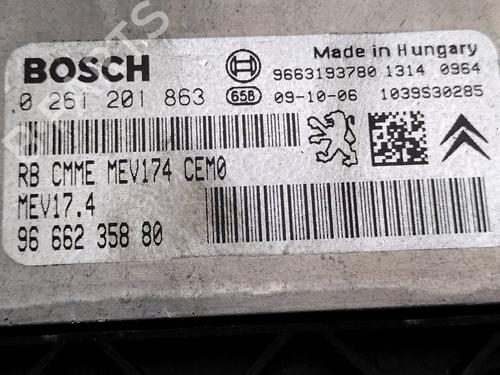 BOSCH
Made in Hungary
9663193780 1314 0964
0 261 201 863
65B
09-10-06
1039S30285
RB CMME MEV174 CEM0
MEV17.4
96 662 358 80